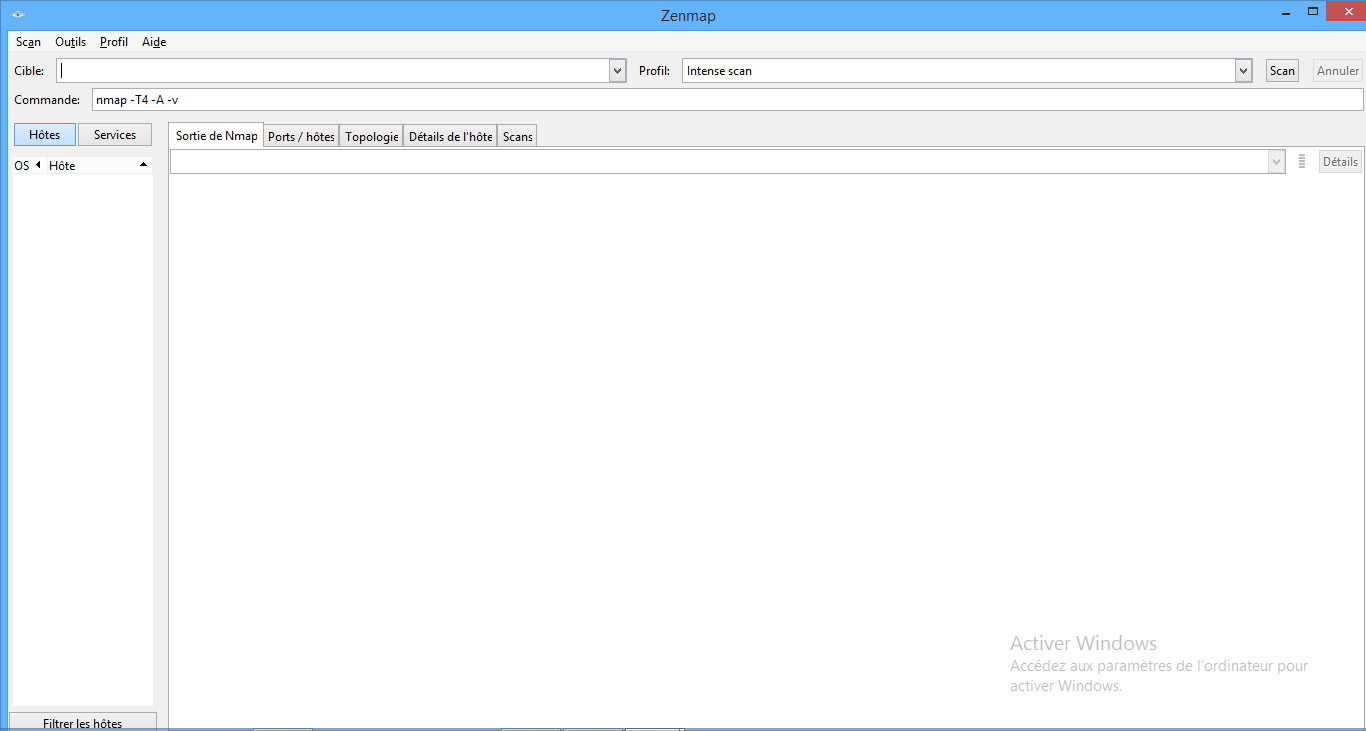 Zenmap
Scan Outils Profil Aide
Cible: Profil: Intense scan Scan Annuler
Commande: nmap -T4 -A -v
Hôtes Services Sortie de Nmap Ports / hôtes Topologie Détails de l'hôte Scans
OS Hôte Détails
Activer Windows
Accédez aux paramètres de l'ordinateur pour
activer Windows.
Filtrer les hôtes